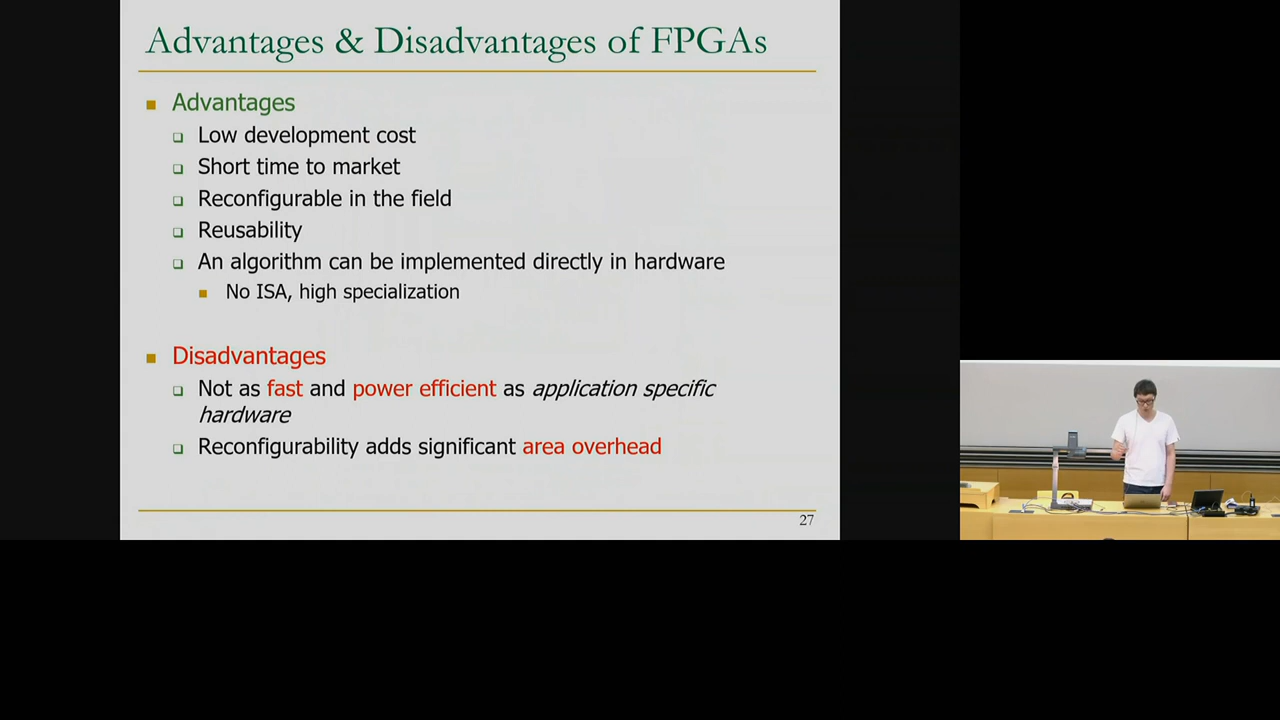 Advantages & Disadvantages of FPGAs
Advantages
Low development cost
Short time to market
Reconfigurable in the field
Reusability
An algorithm can be implemented directly in hardware
No ISA, high specialization
Disadvantages
Not as fast and power efficient as application specific
hardware
Reconfigurability adds significant area overhead
27